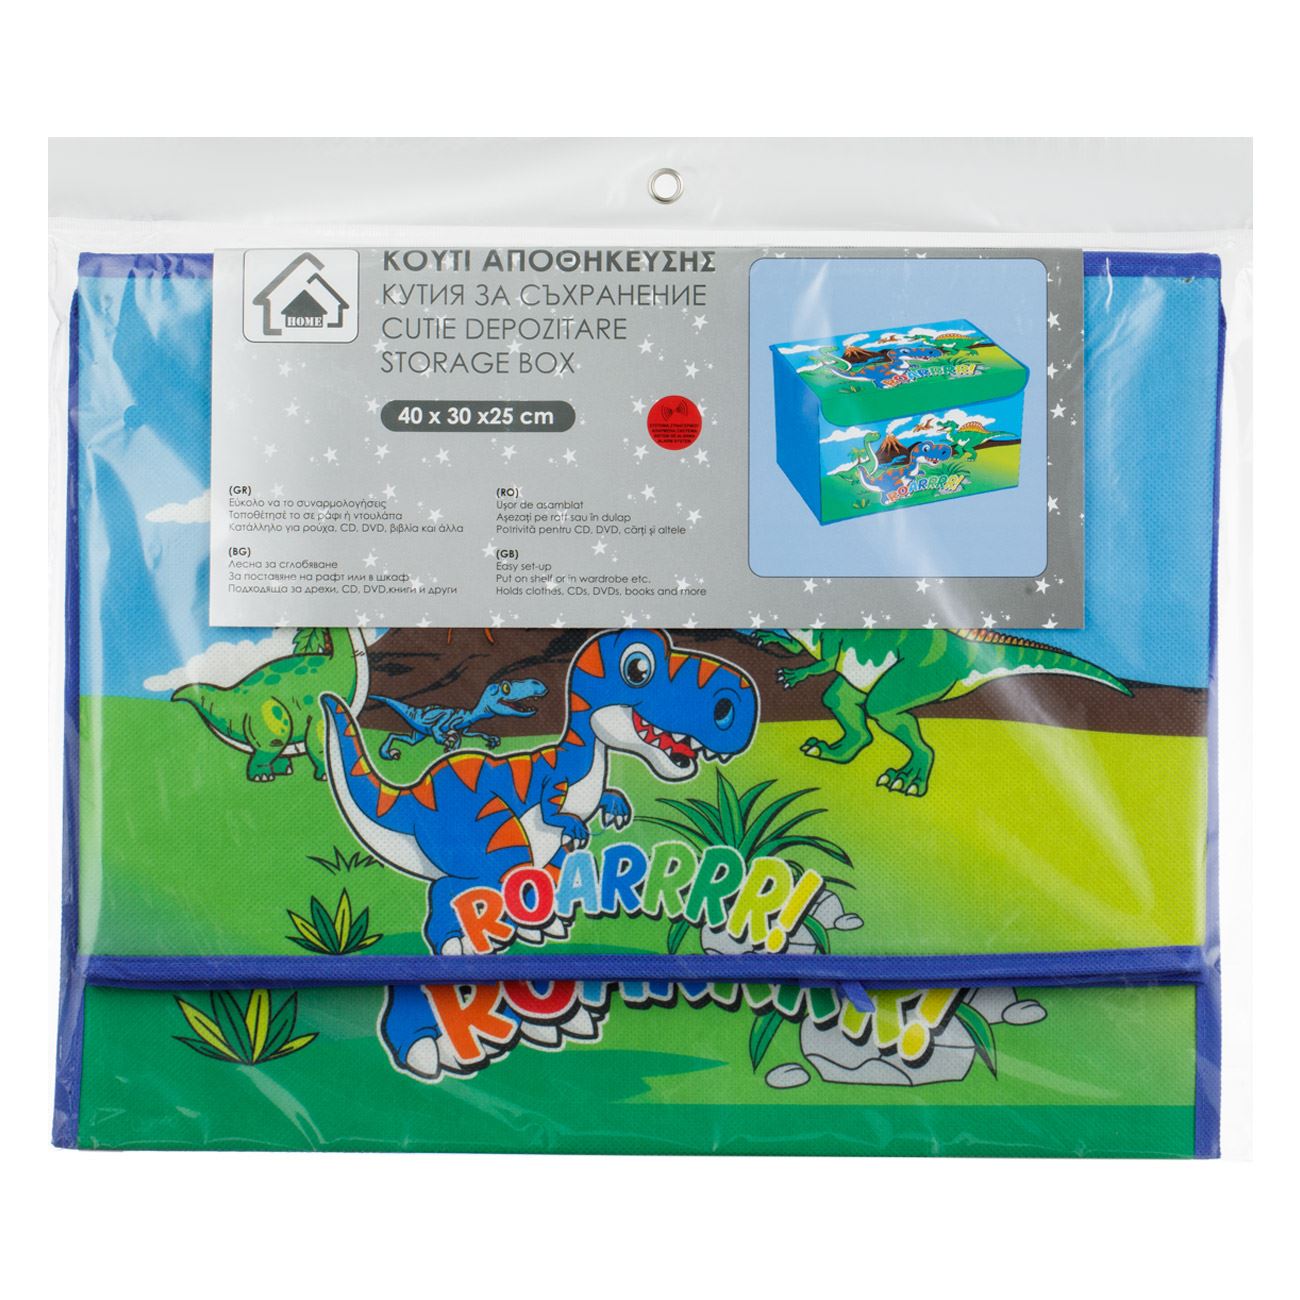 HOME
ΚΟΥΤΙ ΑΠΟΘΗΚΕΥΣΗΣ
КУТИЯ ЗА СЪХРАНЕНИЕ
CUTIE DEPOZITARE
STORAGE BOX
40 x 30 x25 cm
ROARRRR!
ROARRRR!
(GR)
Εύκολο να το συναρμολογήσεις
Τοποθέτησέ το σε ράφι ή ντουλάπα
Κατάλληλο για ρούχα, CD, DVD, βιβλία και άλλα
(BG)
Лесна за сглобяване
За поставяне на рафт или в шкаф
Подходяща за дрехи, CD, DVD,книги и други
(RO)
Ușor de asamblat
Așezați pe raft sau în dulap
Potrivită pentru CD, DVD, cărți și altele
(GB)
Easy set-up
Put on shelf or in wardrobe etc.
Holds clothes, CDs, DVDs, books and more
ROARRRR!
ROARRRR!